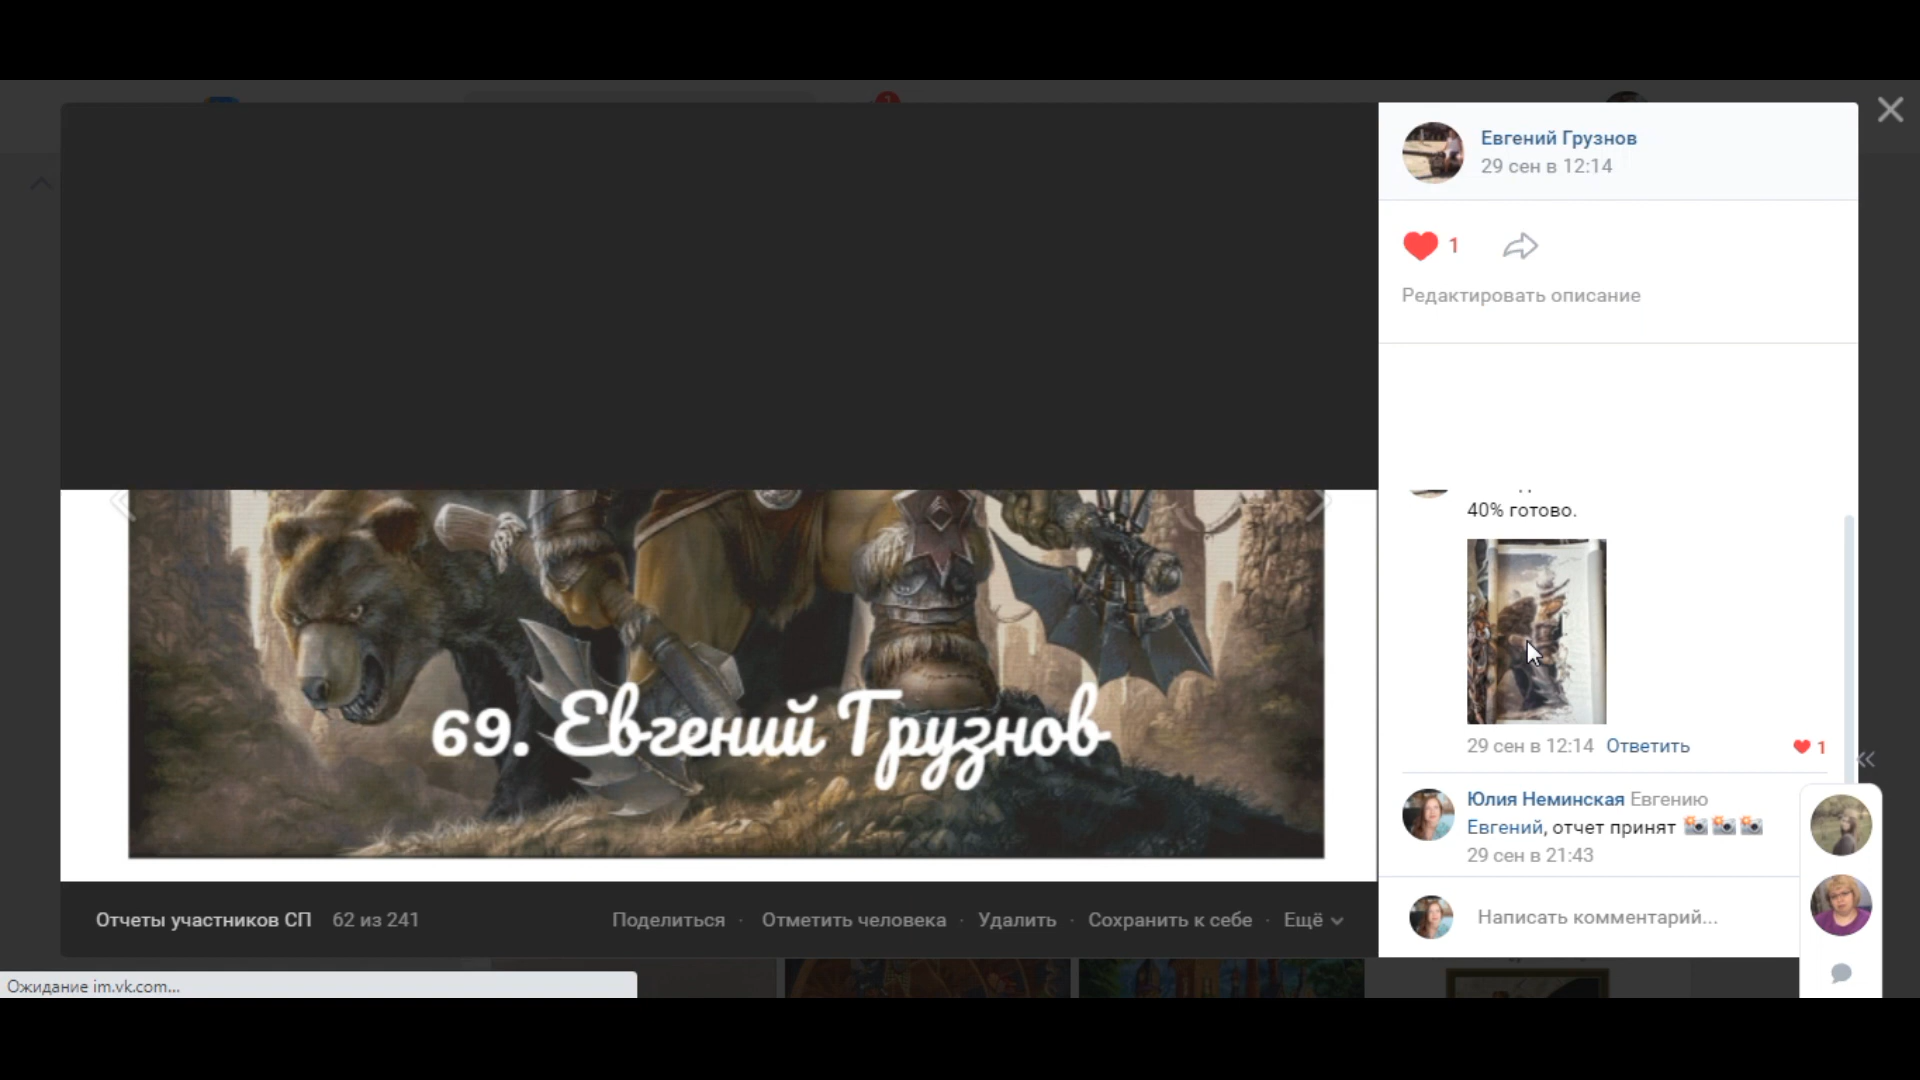 1
Евгений Грузнов
29 сен в 12:14
1
Редактировать описание
40% готово.
29 сен в 12:14 Ответить
1
Юлия Неминская Евгению
Евгений, отчет принят
29 сен в 21:43
Написать комментарий...
69. Евгений Грузнов
Отчеты участников СП 62 из 241
Поделиться · Отметить человека · Удалить · Сохранить к себе · Ещё
Ожидание im.vk.com...